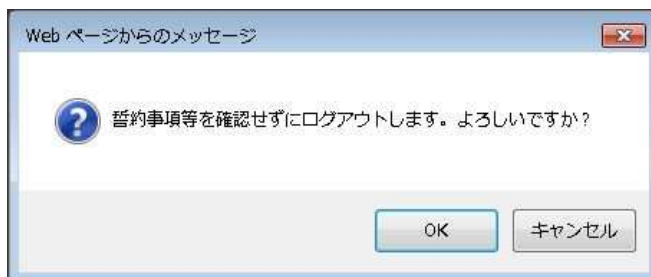 Web ページからのメッセージ
誓約事項等を確認せずにログアウトします。よろしいですか？
OK
キャンセル